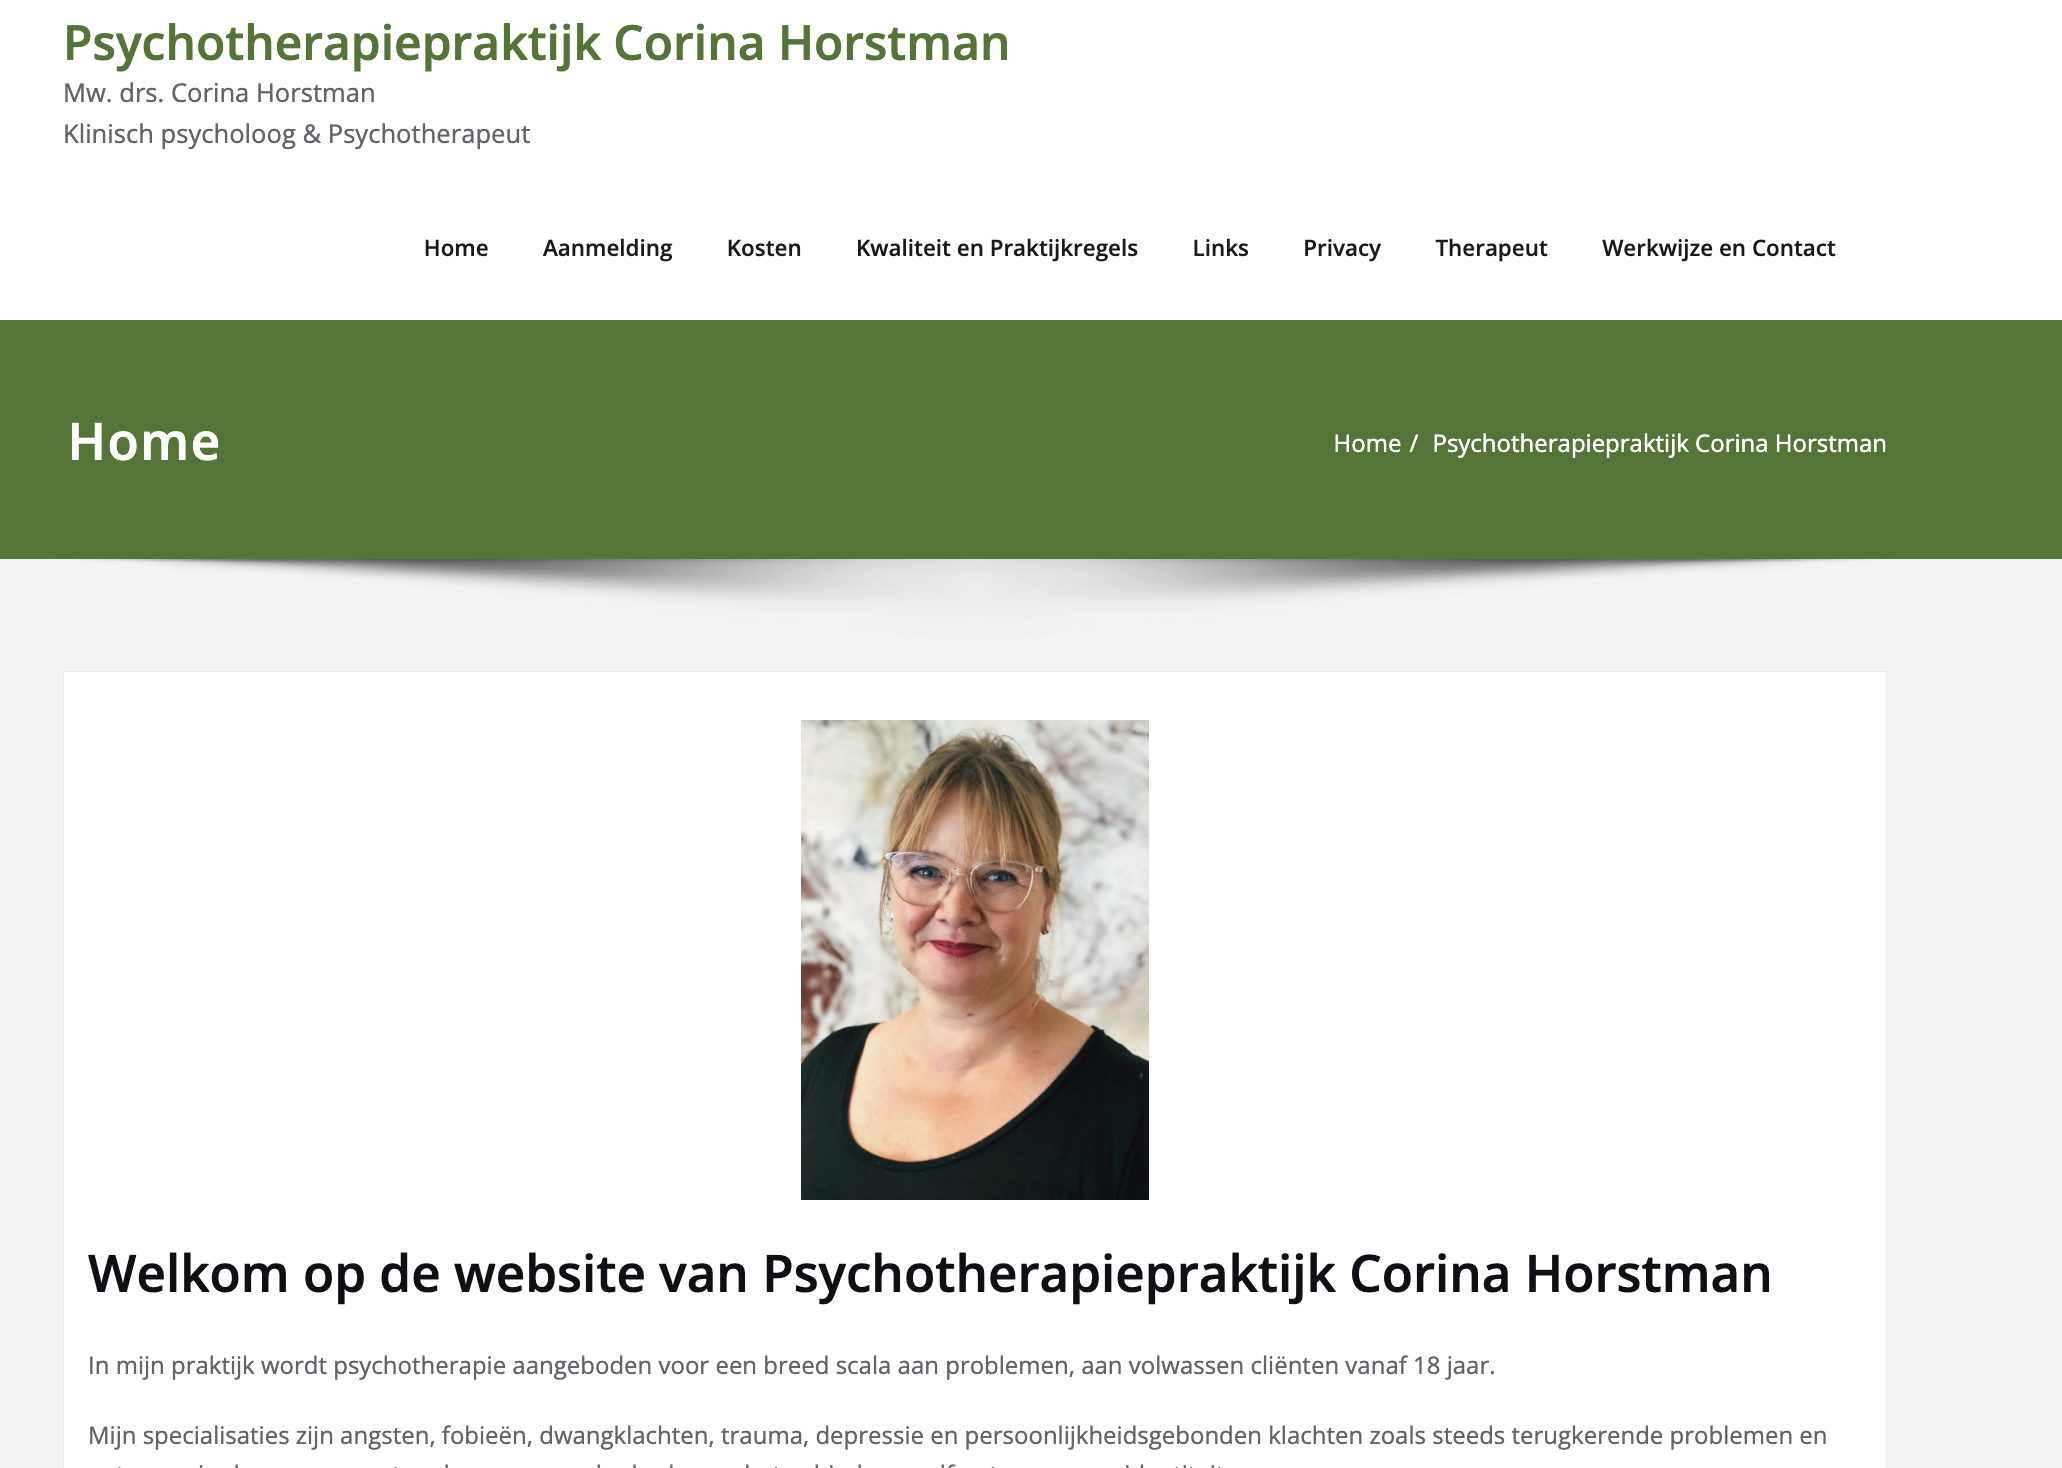 Psychotherapiepraktijk Corina Horstman
Mw. drs. Corina Horstman
Klinisch psycholoog & Psychotherapeut
Home Aanmelding Kosten Kwaliteit en Praktijkregels Links Privacy Therapeut Werkwijze en Contact
Home
Home / Psychotherapiepraktijk Corina Horstman
Welkom op de website van Psychotherapiepraktijk Corina Horstman
In mijn praktijk wordt psychotherapie aangeboden voor een breed scala aan problemen, aan volwassen cliënten vanaf 18 jaar.
Mijn specialisaties zijn angsten, fobieën, dwangklachten, trauma, depressie en persoonlijkheidsgebonden klachten zoals steeds terugkerende problemen en